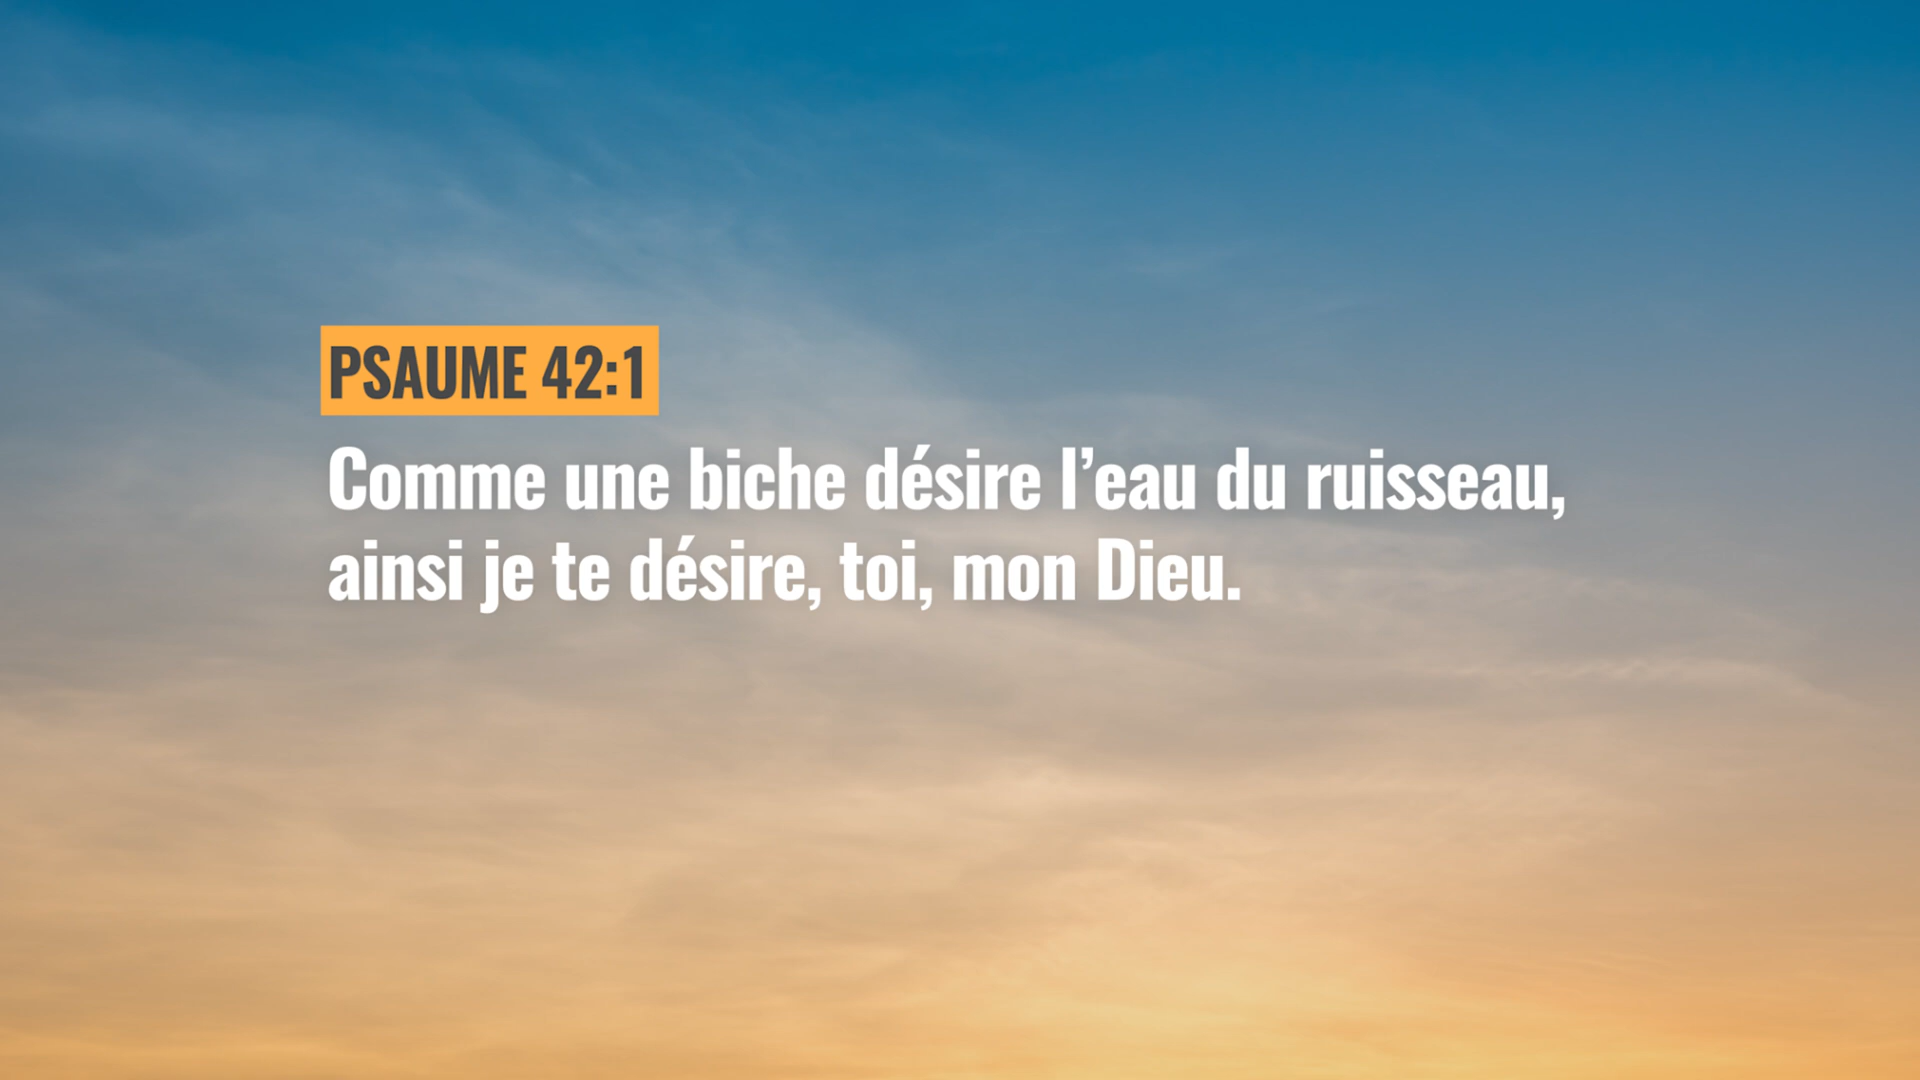 PSAUME 42:1
Comme une biche désire l’eau du ruisseau,
ainsi je te désire, toi, mon Dieu.